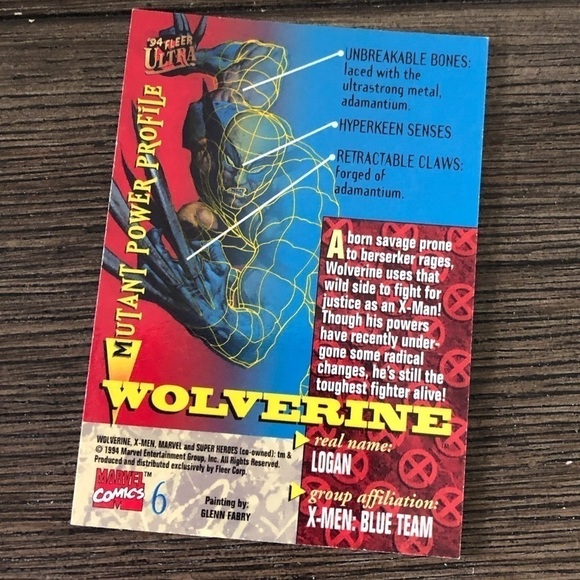 '94 FLEER
ULTRA
MUTANT POWER PROFILE
UNBREAKABLE BONES:
laced with the
ultrastrong metal,
adamantium.
HYPERKEEN SENSES
RETRACTABLE CLAWS:
forged of
adamantium.
A born savage prone
to berserker rages,
Wolverine uses that
wild side to fight for
justice as an X-Man!
Though his powers
have recently under-
gone some radical
changes, he's still the
toughest fighter alive!
WOLVERINE
WOLVERINE, X-MEN, MARVEL and SUPER HEROES (co-owned): tm &
© 1994 Marvel Entertainment Group, Inc. All Rights Reserved.
Produced and distributed exclusively by Fleer Corp.
MARVEL™
COMICS
M
6
Painting by:
GLENN FABRY
real name:
LOGAN
group affiliation:
X-MEN: BLUE TEAM